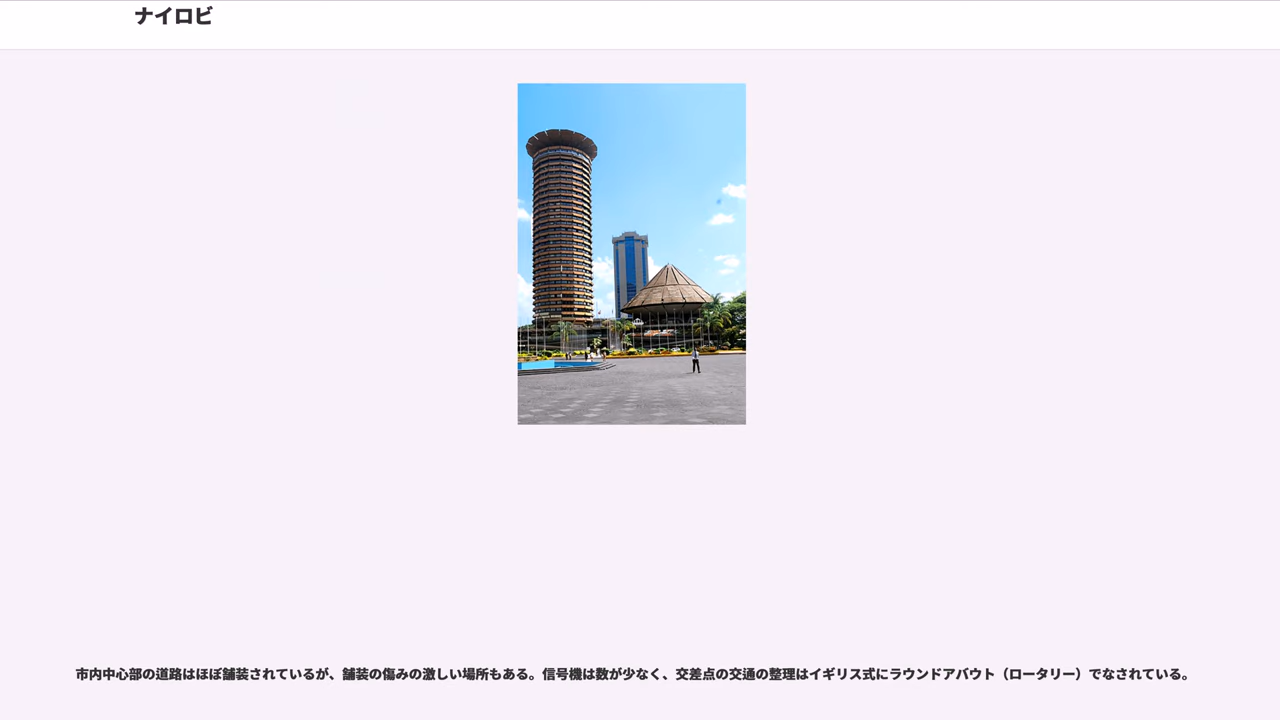 ナイロビ
市内中心部の道路はほぼ舗装されているが、舗装の傷みの激しい場所もある。信号機は数が少なく、交差点の交通の整理はイギリス式にラウンドアバウト（ロータリー）でなされている。